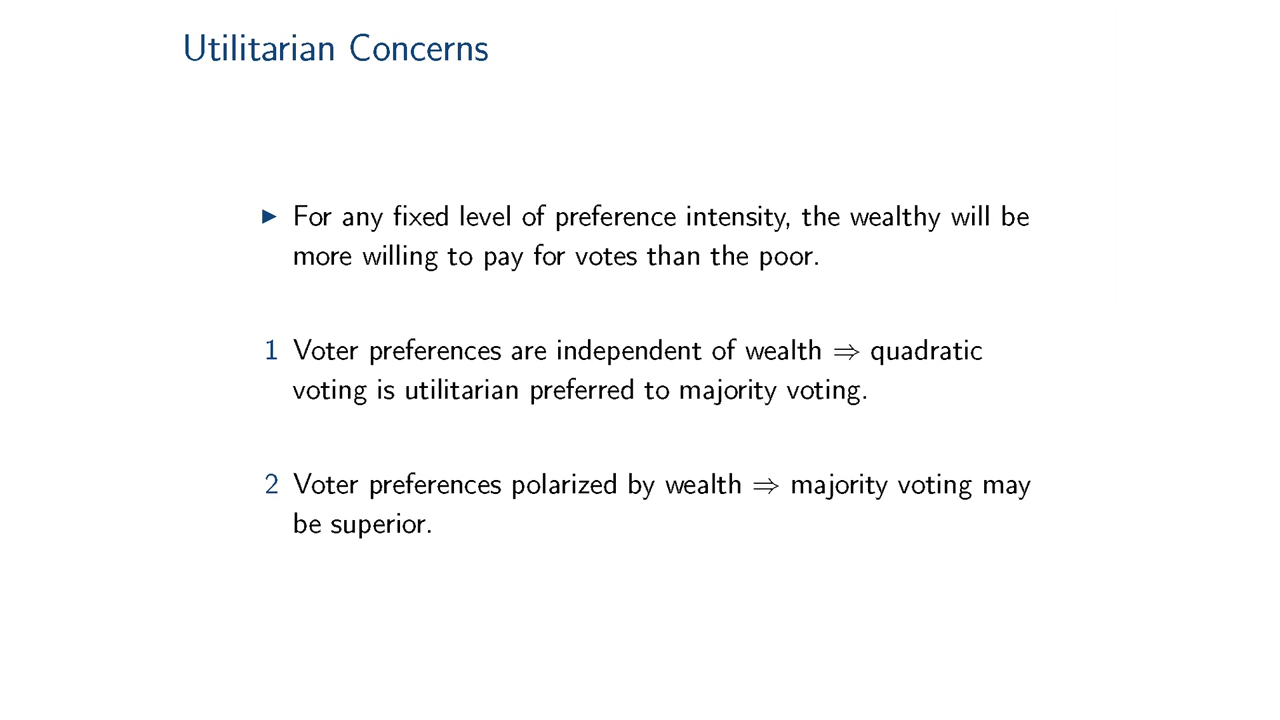 Utilitarian Concerns
▶ For any fixed level of preference intensity, the wealthy will be
more willing to pay for votes than the poor.
1 Voter preferences are independent of wealth ⇒ quadratic
voting is utilitarian preferred to majority voting.
2 Voter preferences polarized by wealth ⇒ majority voting may
be superior.